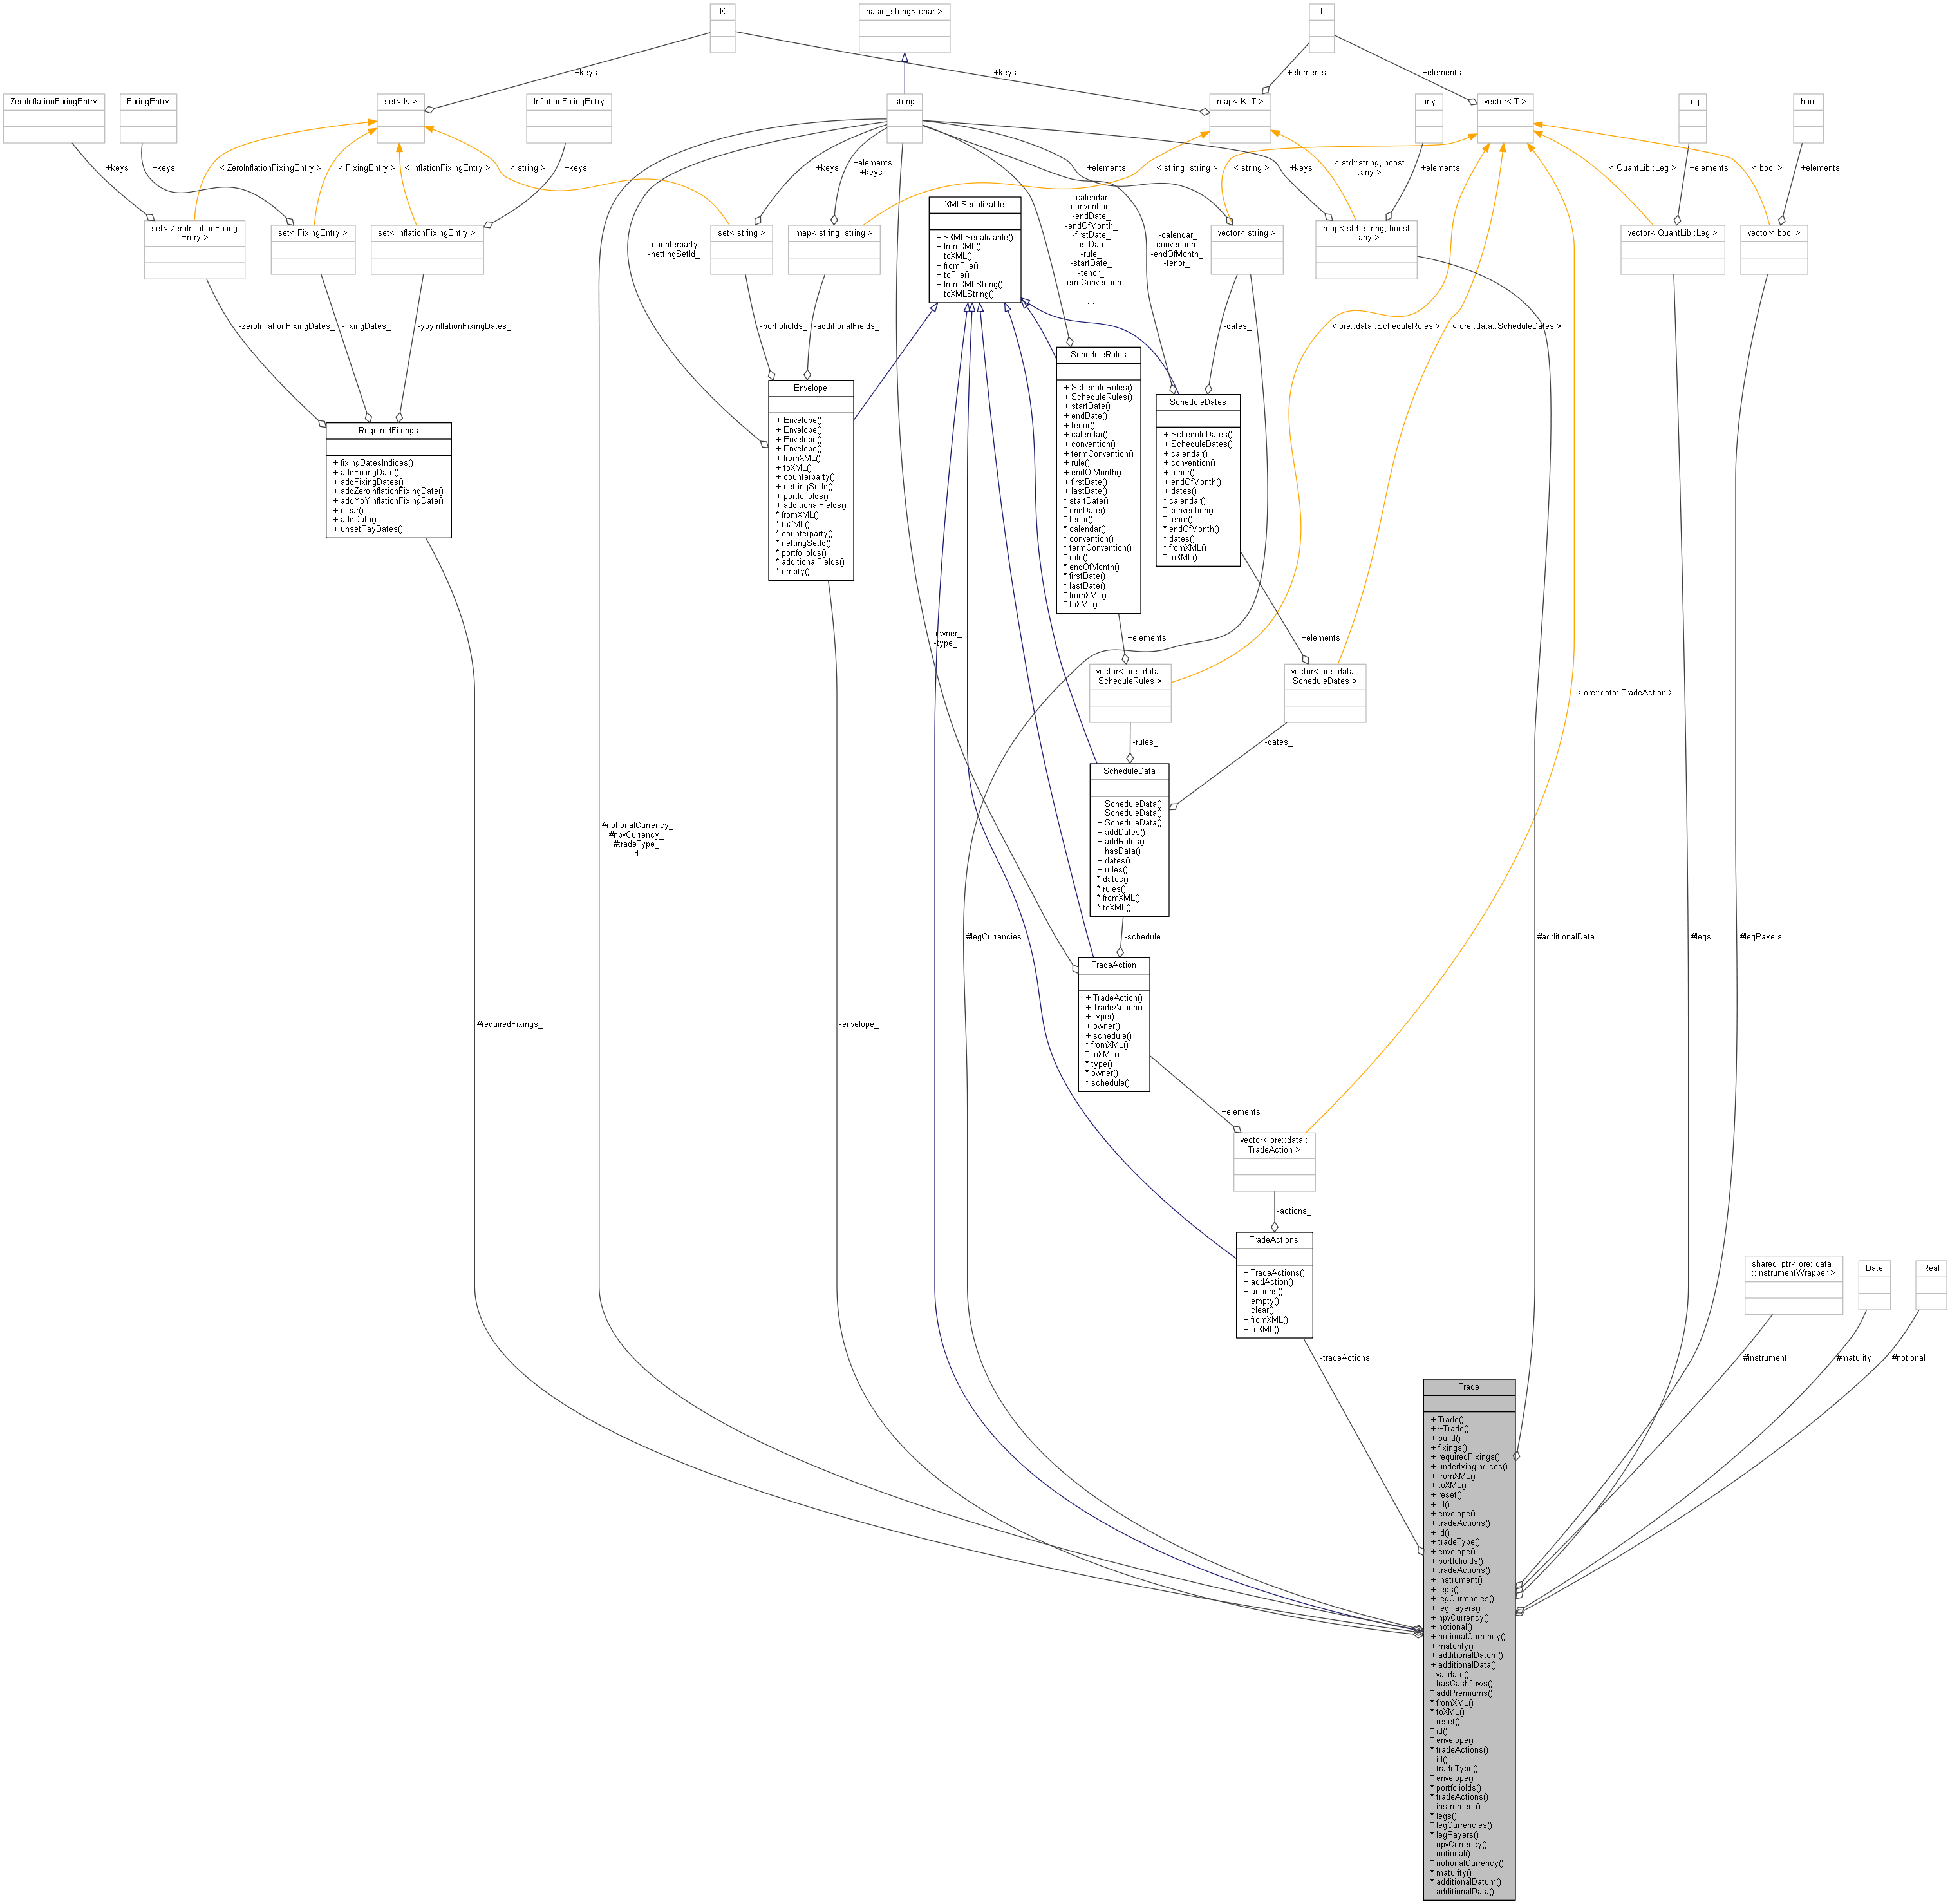 K
basic_string< char >
T
+keys
+keys
+elements
+elements
ZeroInflationFixingEntry
FixingEntry
set< K >
InflationFixingEntry
string
map< K, T >
any
vector< T >
Leg
bool
+keys
+keys
< ZeroInflationFixingEntry >
< FixingEntry >
< InflationFixingEntry >
+keys
< string >
+keys
+elements
+keys
+elements
< string, string >
< string >
+keys
< std::string, boost
::any >
+elements
< QuantLib::Leg >
+elements
< bool >
+elements
set< ZeroInflationFixing
Entry >
set< FixingEntry >
set< InflationFixingEntry >
set< string >
map< string, string >
XMLSerializable
+ ~XMLSerializable()
+ fromXML()
+ toXML()
+ fromFile()
+ toFile()
+ fromXMLString()
+ toXMLString()
-calendar_
-convention_
-endDate_
-endOfMonth_
-firstDate_
-lastDate_
-rule_
-startDate_
-tenor_
-termConvention
_
...
-calendar_
-convention_
-endOfMonth_
-tenor_
vector< string >
map< std::string, boost
::any >
vector< QuantLib::Leg >
vector< bool >
-counterparty_
-nettingSetId_
-zeroInflationFixingDates_
-fixingDates_
-yoyInflationFixingDates_
-portfolioIds_
-additionalFields_
-dates_
< ore::data::ScheduleRules >
< ore::data::ScheduleDates >
RequiredFixings
+ fixingDatesIndices()
+ addFixingDate()
+ addFixingDates()
+ addZeroInflationFixingDate()
+ addYoYInflationFixingDate()
+ clear()
+ addData()
+ unsetPayDates()
Envelope
+ Envelope()
+ Envelope()
+ Envelope()
+ Envelope()
+ fromXML()
+ toXML()
+ counterparty()
+ nettingSetId()
+ portfolioIds()
+ additionalFields()
* fromXML()
* toXML()
* counterparty()
* nettingSetId()
* portfolioIds()
* additionalFields()
* empty()
ScheduleRules
+ ScheduleRules()
+ ScheduleRules()
+ startDate()
+ endDate()
+ tenor()
+ calendar()
+ convention()
+ termConvention()
+ rule()
+ endOfMonth()
+ firstDate()
+ lastDate()
* startDate()
* endDate()
* tenor()
* calendar()
* convention()
* termConvention()
* rule()
* endOfMonth()
* firstDate()
* lastDate()
* fromXML()
* toXML()
ScheduleDates
+ ScheduleDates()
+ ScheduleDates()
+ calendar()
+ convention()
+ tenor()
+ endOfMonth()
+ dates()
* calendar()
* convention()
* tenor()
* endOfMonth()
* dates()
* fromXML()
* toXML()
-owner_
-type_
+elements
+elements
vector< ore::data::
ScheduleRules >
vector< ore::data::
ScheduleDates >
< ore::data::TradeAction >
-rules_
-dates_
ScheduleData
+ ScheduleData()
+ ScheduleData()
+ ScheduleData()
+ addDates()
+ addRules()
+ hasData()
+ dates()
+ rules()
* dates()
* rules()
* fromXML()
* toXML()
#notionalCurrency_
#npvCurrency_
#tradeType_
-id_
#legCurrencies_
-schedule_
#additionalData_
#legs_
#legPayers_
TradeAction
+ TradeAction()
+ TradeAction()
+ type()
+ owner()
+ schedule()
* fromXML()
* toXML()
* type()
* owner()
* schedule()
#requiredFixings_
-envelope_
+elements
vector< ore::data::
TradeAction >
-actions_
TradeActions
+ TradeActions()
+ addAction()
+ actions()
+ empty()
+ clear()
+ fromXML()
+ toXML()
shared_ptr< ore::data
::InstrumentWrapper >
Date
Real
-tradeActions_
#instrument_
#maturity_
#notional_
Trade
+ Trade()
+ ~Trade()
+ build()
+ fixings()
+ requiredFixings()
+ underlyingIndices()
+ fromXML()
+ toXML()
+ reset()
+ id()
+ envelope()
+ tradeActions()
+ id()
+ tradeType()
+ envelope()
+ portfolioIds()
+ tradeActions()
+ instrument()
+ legs()
+ legCurrencies()
+ legPayers()
+ npvCurrency()
+ notional()
+ notionalCurrency()
+ maturity()
+ additionalDatum()
+ additionalData()
* validate()
* hasCashflows()
* addPremiums()
* fromXML()
* toXML()
* reset()
* id()
* envelope()
* tradeActions()
* id()
* tradeType()
* envelope()
* portfolioIds()
* tradeActions()
* instrument()
* legs()
* legCurrencies()
* legPayers()
* npvCurrency()
* notional()
* notionalCurrency()
* maturity()
* additionalDatum()
* additionalData()